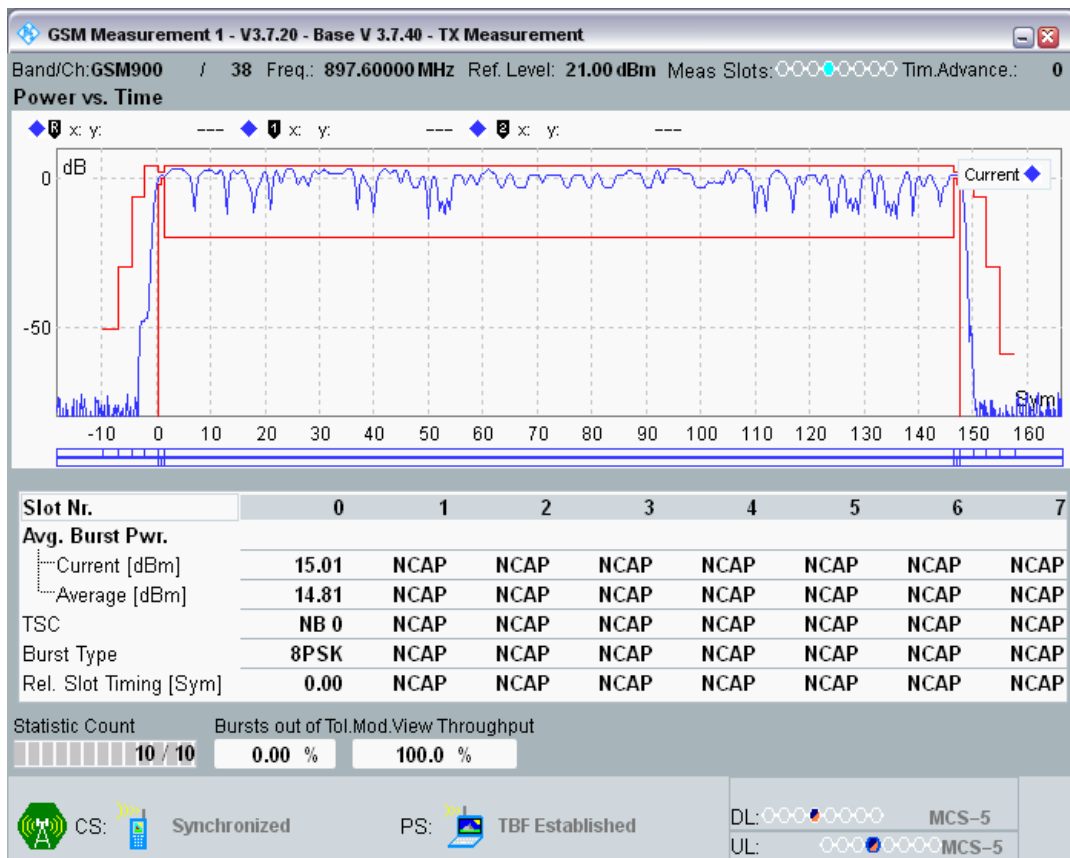 GSM Measurement 1 - V3.7.20 - Base V 3.7.40 - TX Measurement
Band/Ch:GSM900 / 38 Freq.: 897.60000 MHz Ref. Level: 21.00 dBm Meas Slots: Tim.Advance.: 0
Power vs. Time
R x: y: --- 1 x: y: --- 2 x: y: ---
dB
Current
0
-50
Sym
-10 0 10 20 30 40 50 60 70 80 90 100 110 120 130 140 150 160
Slot Nr. 0 1 2 3 4 5 6 7
Avg. Burst Pwr.
Current [dBm] 15.01 NCAP NCAP NCAP NCAP NCAP NCAP NCAP
Average [dBm] 14.81 NCAP NCAP NCAP NCAP NCAP NCAP NCAP
TSC NB 0 NCAP NCAP NCAP NCAP NCAP NCAP NCAP
Burst Type 8PSK NCAP NCAP NCAP NCAP NCAP NCAP NCAP
Rel. Slot Timing [Sym] 0.00 NCAP NCAP NCAP NCAP NCAP NCAP NCAP
Statistic Count Bursts out of Tol.Mod.View Throughput
10 / 10 0.00 % 100.0 %
CS: Synchronized PS: TBF Established DL: MCS-5
UL: MCS-5